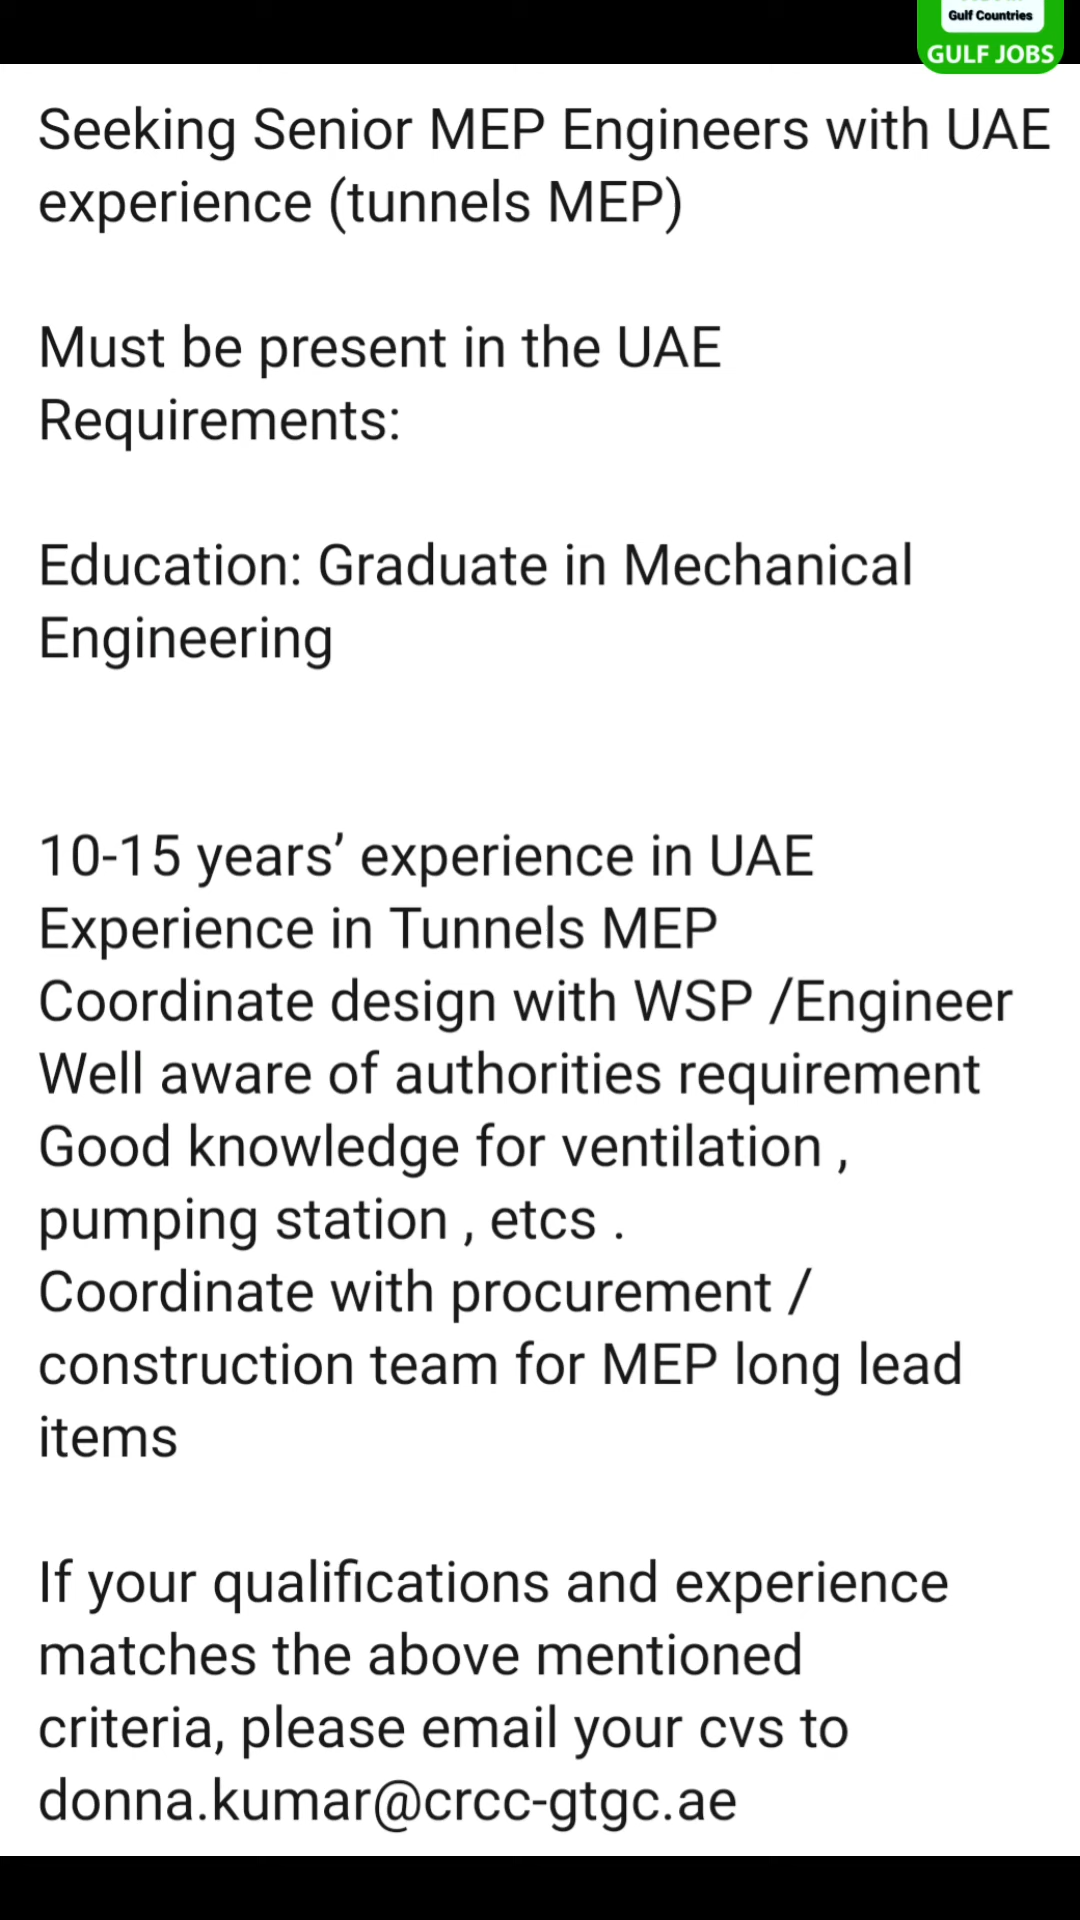 Gulf Countries
GULF JOBS
Seeking Senior MEP Engineers with UAE
experience (tunnels MEP)
Must be present in the UAE
Requirements:
Education: Graduate in Mechanical
Engineering
10-15 years’ experience in UAE
Experience in Tunnels MEP
Coordinate design with WSP /Engineer
Well aware of authorities requirement
Good knowledge for ventilation ,
pumping station , etcs .
Coordinate with procurement /
construction team for MEP long lead
items
If your qualifications and experience
matches the above mentioned
criteria, please email your cvs to
donna.kumar@crcc-gtgc.ae